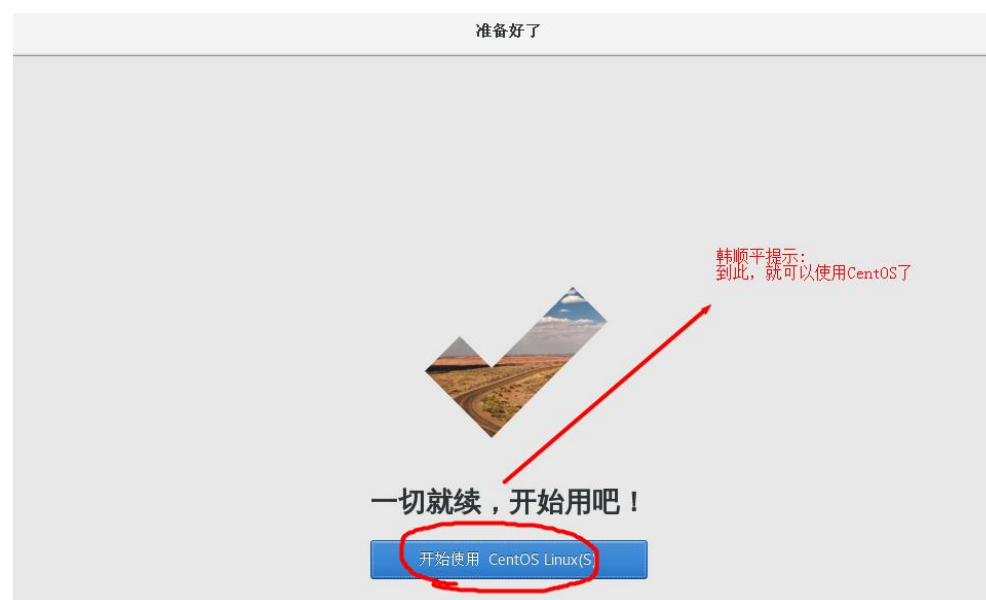 准备好了
韩顺平提示:
到此, 就可以使用CentOS了
一切就续，开始用吧！
开始使用 CentOS Linux(S)